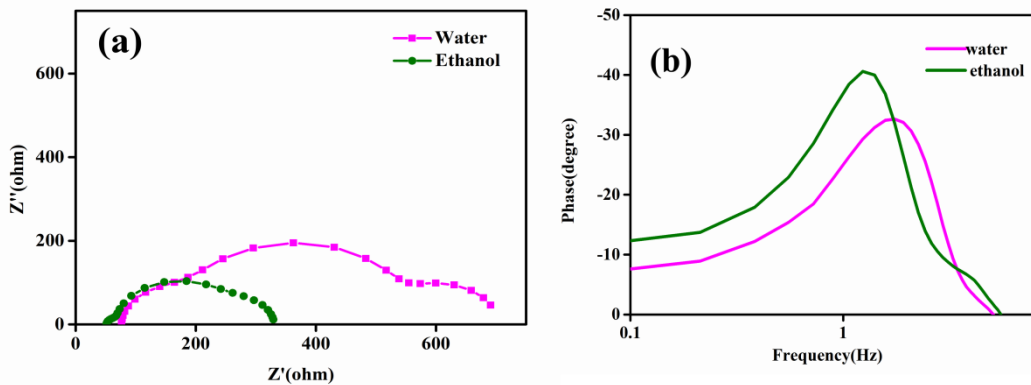 (a)
Water
Ethanol
600
400
200
0
0 200 400 600
Z''(ohm)
Z'(ohm)
(b)
water
ethanol
-50
-40
-30
-20
-10
0
0.1 1
Phase(degree)
Frequency(Hz)